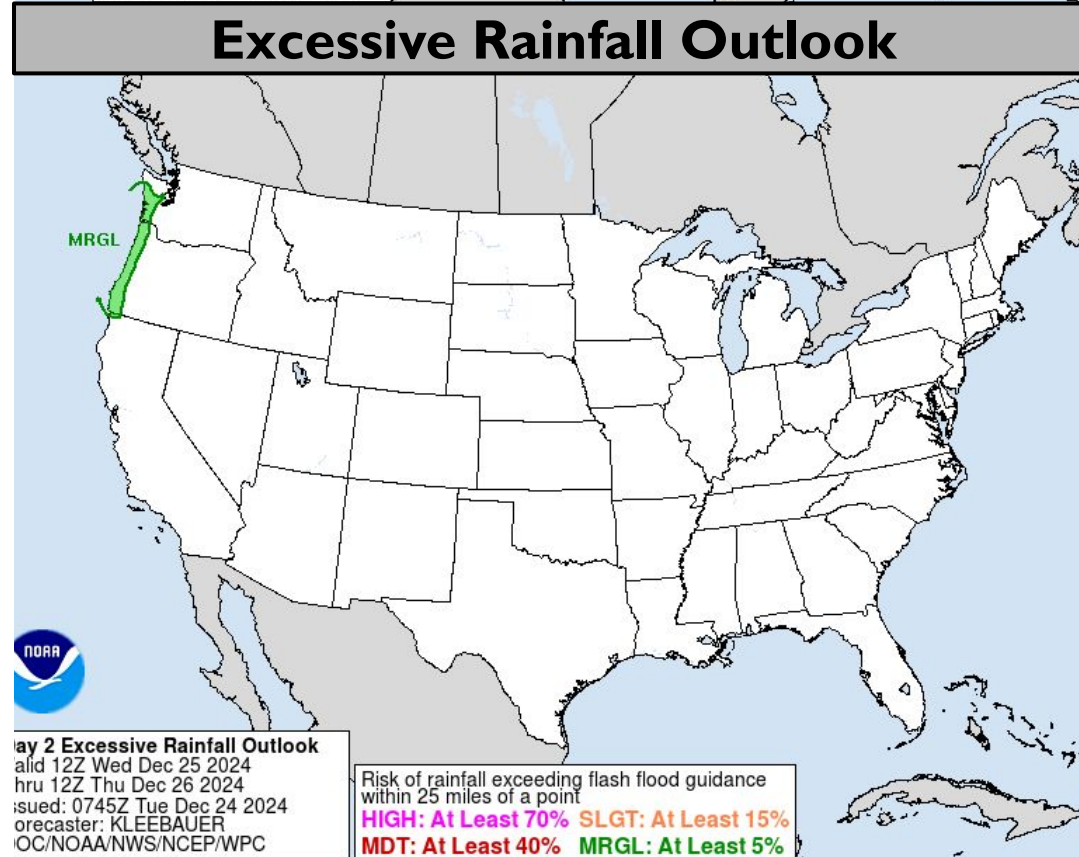 Excessive Rainfall Outlook
MRGL
NOAA
ay 2 Excessive Rainfall Outlook
alid 12Z Wed Dec 25 2024
hru 12Z Thu Dec 26 2024
ssued: 0745Z Tue Dec 24 2024
orecaster: KLEEBAUER
OC/NOAA/NWS/NCEP/WPC
Risk of rainfall exceeding flash flood guidance
within 25 miles of a point
HIGH: At Least 70% SLGT: At Least 15%
MDT: At Least 40% MRGL: At Least 5%